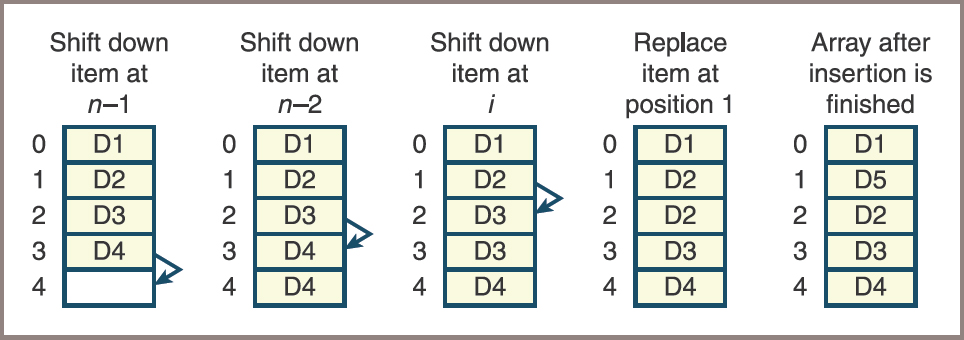 Shift down
item at
n–1
0 D1
1 D2
2 D3
3 D4
4
Shift down
item at
n–2
0 D1
1 D2
2 D3
3 D4
4 D4
Shift down
item at
i
0 D1
1 D2
2 D3
3 D3
4 D4
Replace
item at
position 1
0 D1
1 D2
2 D2
3 D3
4 D4
Array after
insertion is
finished
0 D1
1 D5
2 D2
3 D3
4 D4